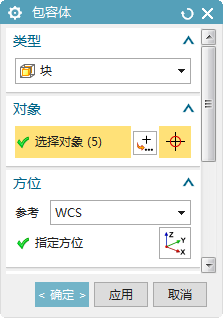 包容体
类型
块
对象
选择对象 (5)
方位
参考 WCS
指定方位
Z Y X
< 确定 > 应用 取消